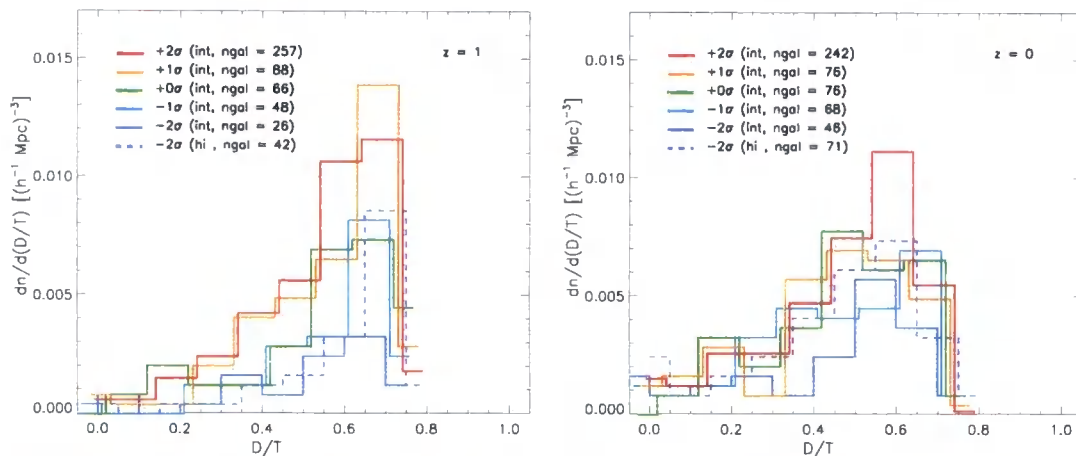 0.015
0.010
0.005
0.000
dn/d(D/T) [(h⁻¹ Mpc)⁻³]
+2σ (int, ngal = 257)
+1σ (int, ngal = 88)
+0σ (int, ngal = 66)
−1σ (int, ngal = 48)
−2σ (int, ngal = 26)
−2σ (hi , ngal = 42)
z = 1
0.0 0.2 0.4 0.6 0.8 1.0
D/T
0.015
0.010
0.005
0.000
dn/d(D/T) [(h⁻¹ Mpc)⁻³]
+2σ (int, ngal = 242)
+1σ (int, ngal = 76)
+0σ (int, ngal = 76)
−1σ (int, ngal = 68)
−2σ (int, ngal = 46)
−2σ (hi , ngal = 71)
z = 0
0.0 0.2 0.4 0.6 0.8 1.0
D/T